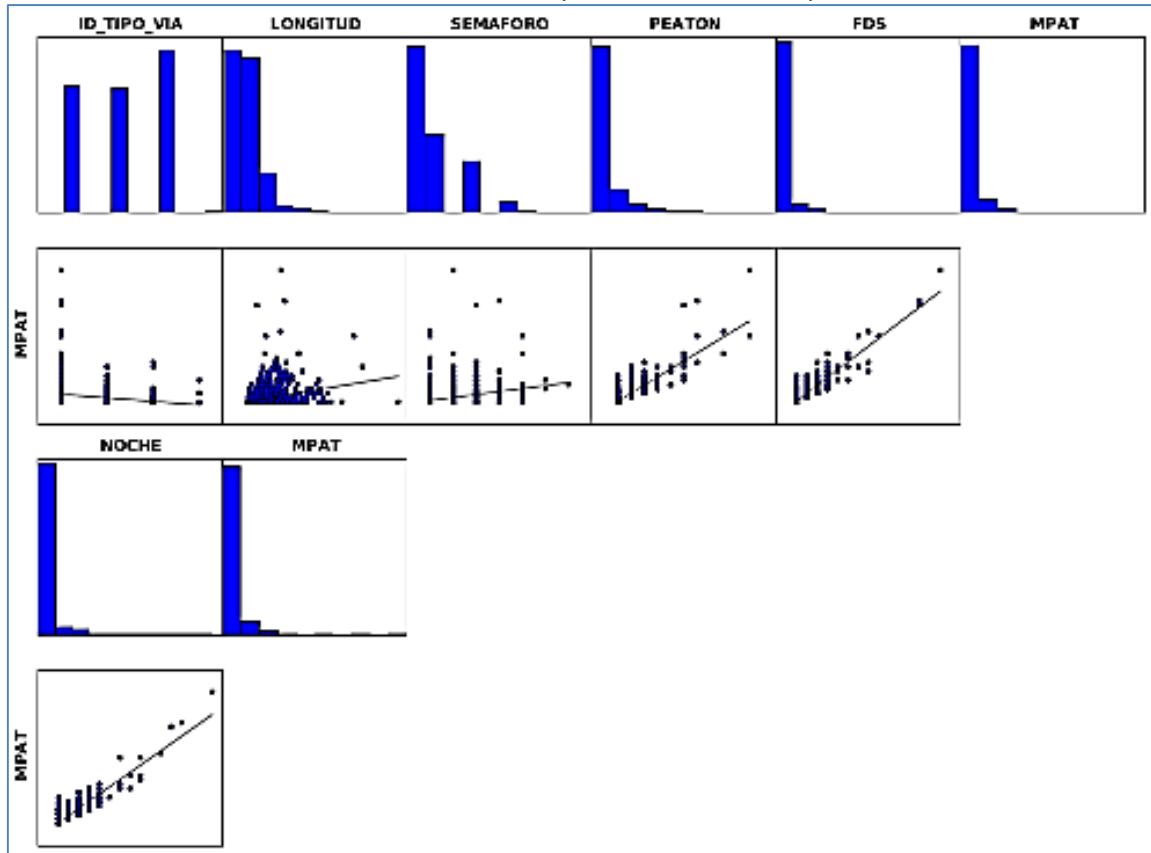 ID_TIPO_VIA LONGITUD SEMAFORO PEATON FDS MPAT
MPAT
NOCHE MPAT
MPAT